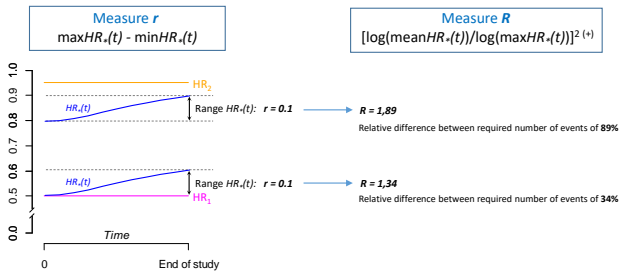 Measure r
maxHR*(t) - minHR*(t)
Measure R
[log(meanHR*(t))/log(maxHR*(t))]² (+)
1.0
0.9
0.8
0.6
0.5
0.0
HR2
HR*(t)
Range HR*(t): r = 0.1
R = 1,89
Relative difference between required number of events of 89%
HR*(t)
Range HR*(t): r = 0.1
R = 1,34
Relative difference between required number of events of 34%
HR1
Time
0
End of study